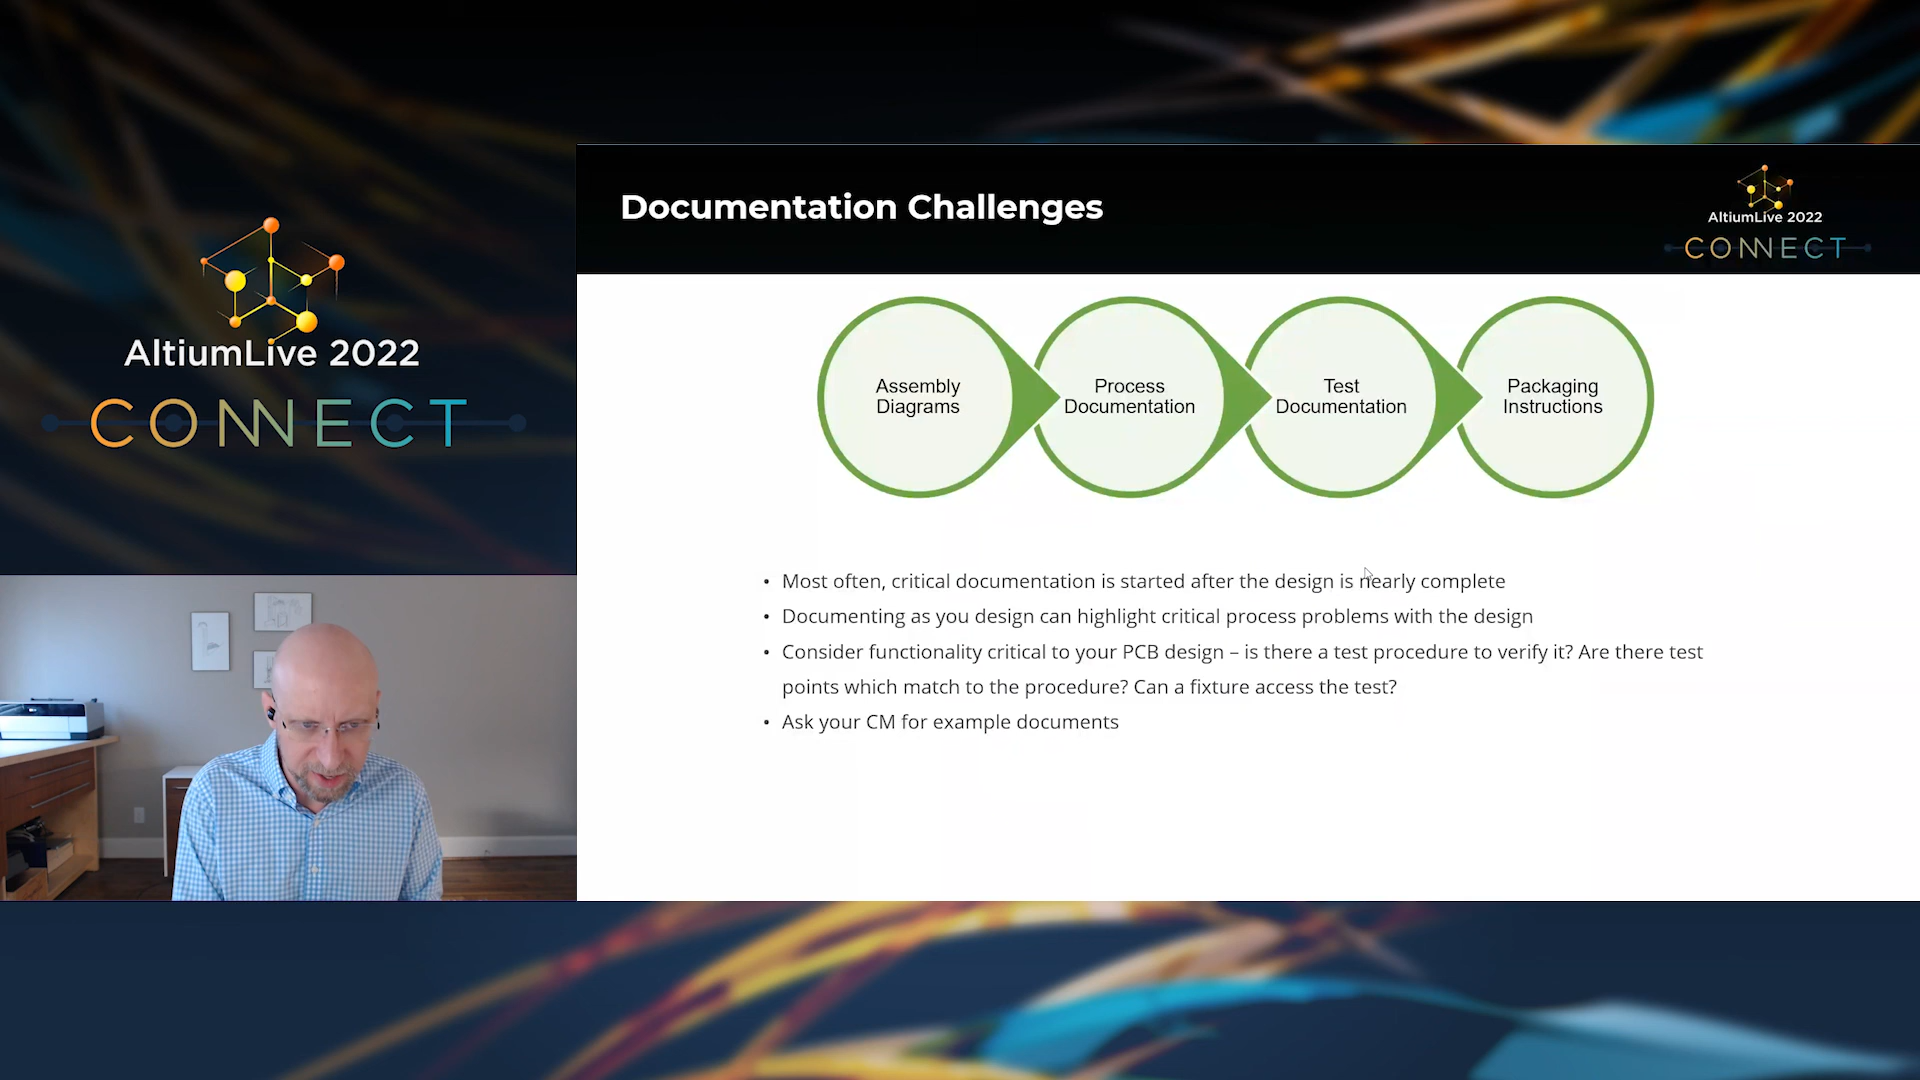 AltiumLive 2022
CONNECT
Documentation Challenges
AltiumLive 2022
CONNECT
Assembly
Diagrams
Process
Documentation
Test
Documentation
Packaging
Instructions
• Most often, critical documentation is started after the design is nearly complete
• Documenting as you design can highlight critical process problems with the design
• Consider functionality critical to your PCB design – is there a test procedure to verify it? Are there test
points which match to the procedure? Can a fixture access the test?
• Ask your CM for example documents